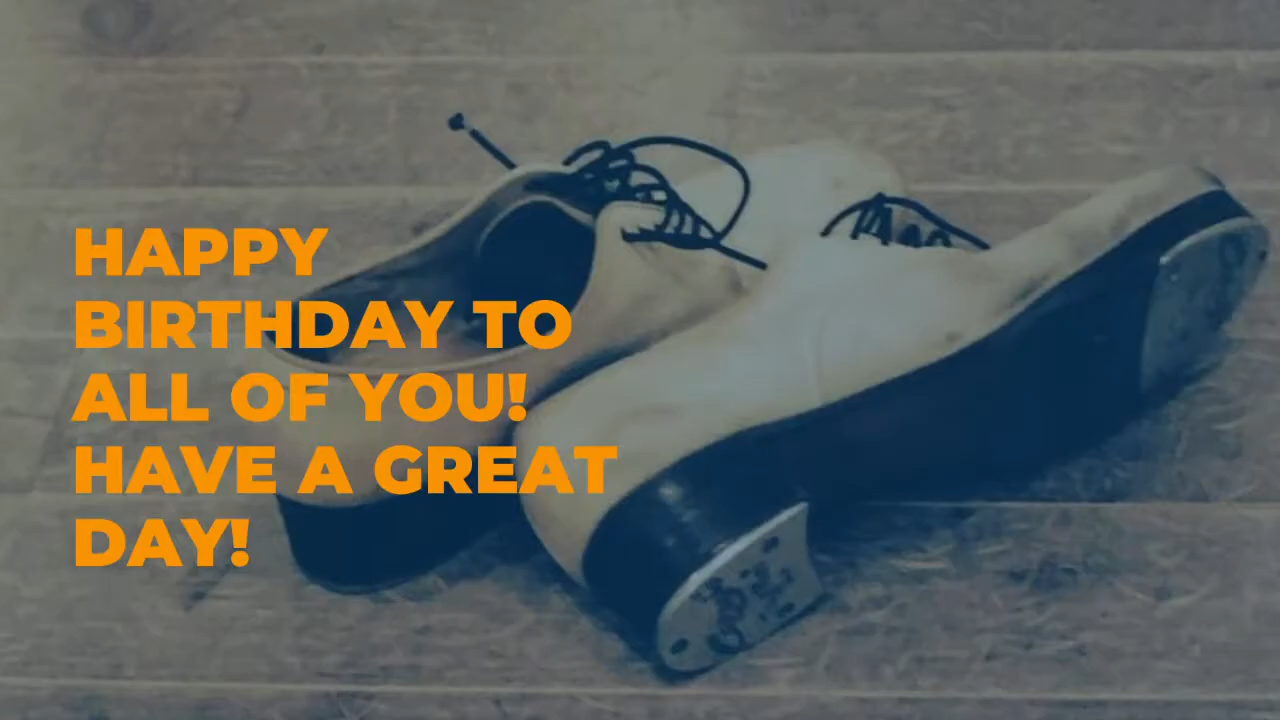 HAPPY
BIRTHDAY TO
ALL OF YOU!
HAVE A GREAT
DAY!